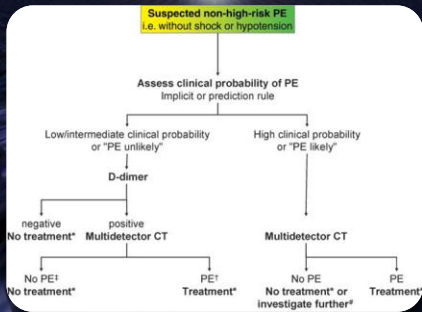 Suspected non-high-risk PE
i.e. without shock or hypotension
Assess clinical probability of PE
Implicit or prediction rule
Low/intermediate clinical probability
or "PE unlikely"
High clinical probability
or "PE likely"
D-dimer
negative
No treatment*
positive
Multidetector CT
Multidetector CT
No PE‡
No treatment*
PE†
Treatment*
No PE
No treatment* or
investigate further#
PE
Treatment*